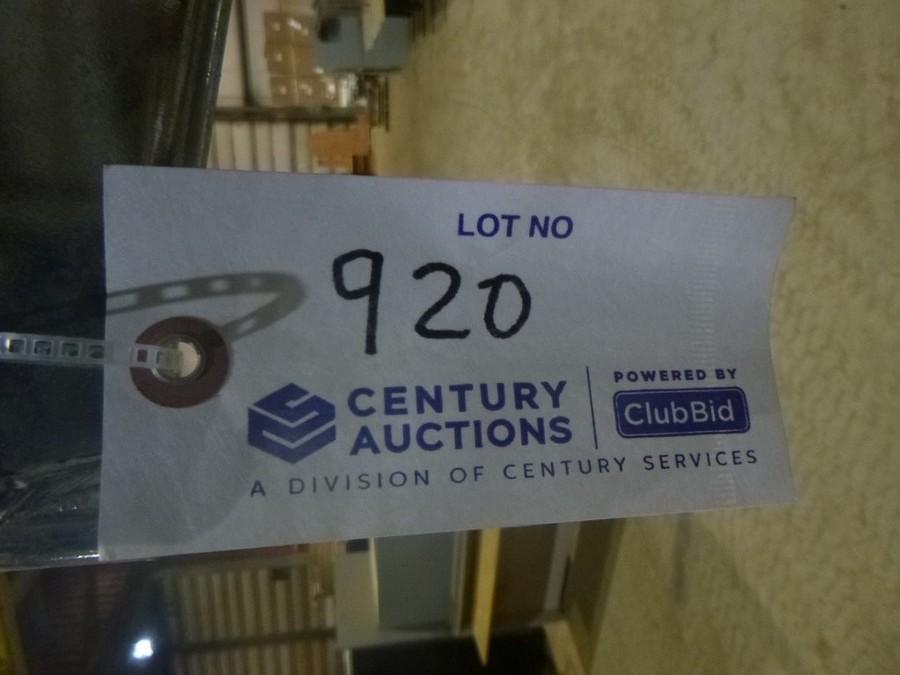 LOT NO
920
CENTURY
AUCTIONS
POWERED BY
ClubBid
A DIVISION OF CENTURY SERVICES